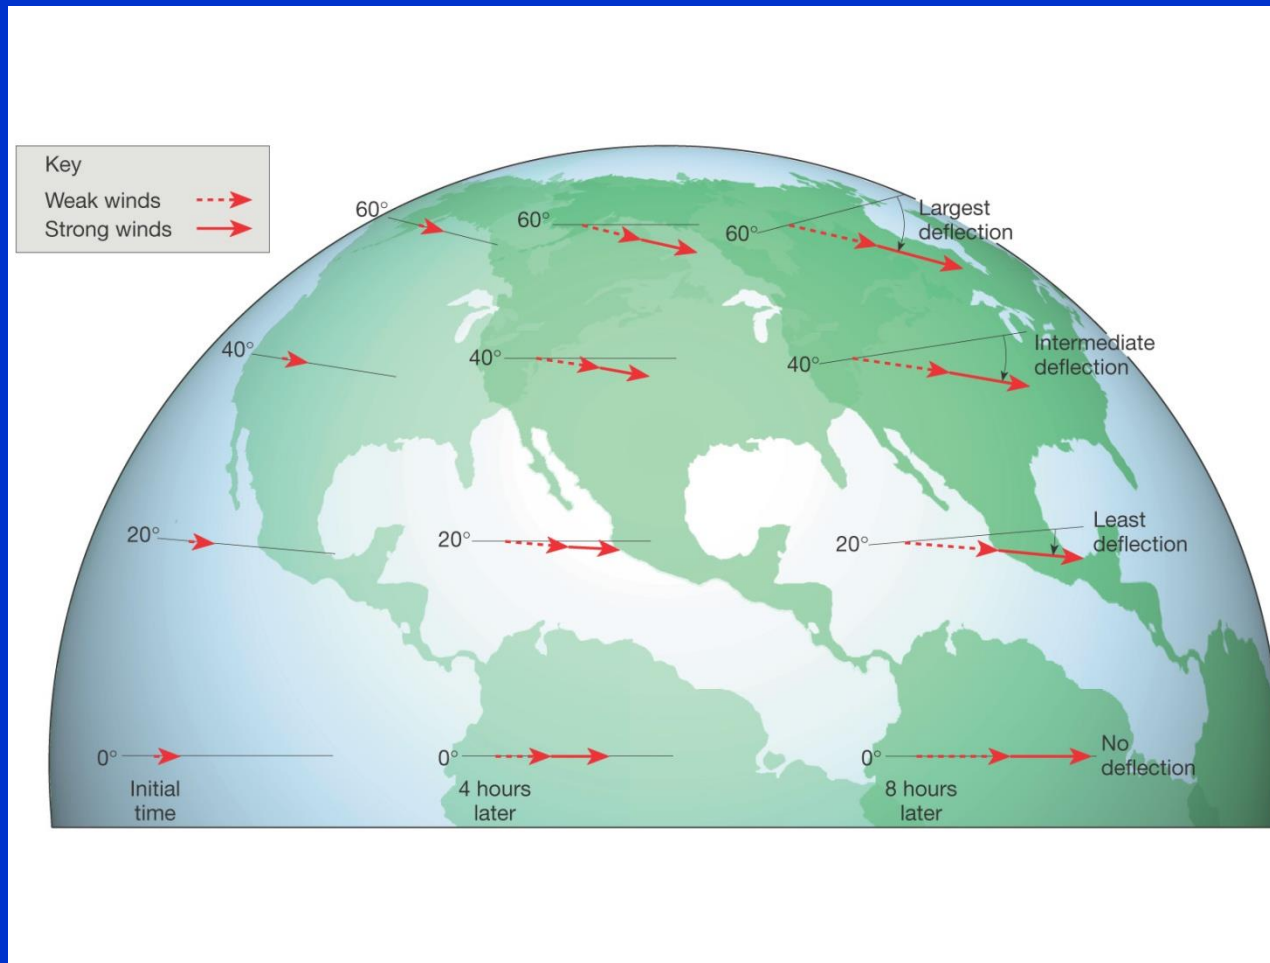 Key
Weak winds
Strong winds
60°
60°
60°
Largest
deflection
40°
40°
40°
Intermediate
deflection
20°
20°
20°
Least
deflection
0°
0°
0°
No
deflection
Initial
time
4 hours
later
8 hours
later